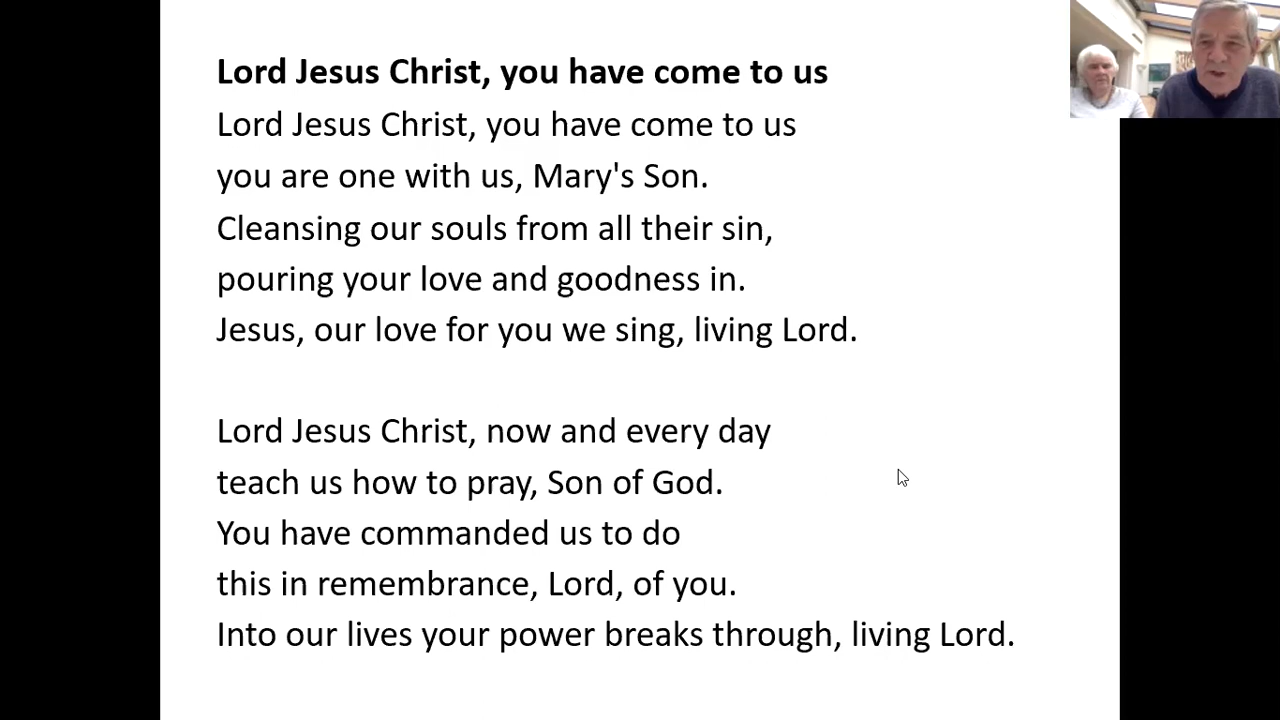 Lord Jesus Christ, you have come to us
Lord Jesus Christ, you have come to us
you are one with us, Mary's Son.
Cleansing our souls from all their sin,
pouring your love and goodness in.
Jesus, our love for you we sing, living Lord.
Lord Jesus Christ, now and every day
teach us how to pray, Son of God.
You have commanded us to do
this in remembrance, Lord, of you.
Into our lives your power breaks through, living Lord.